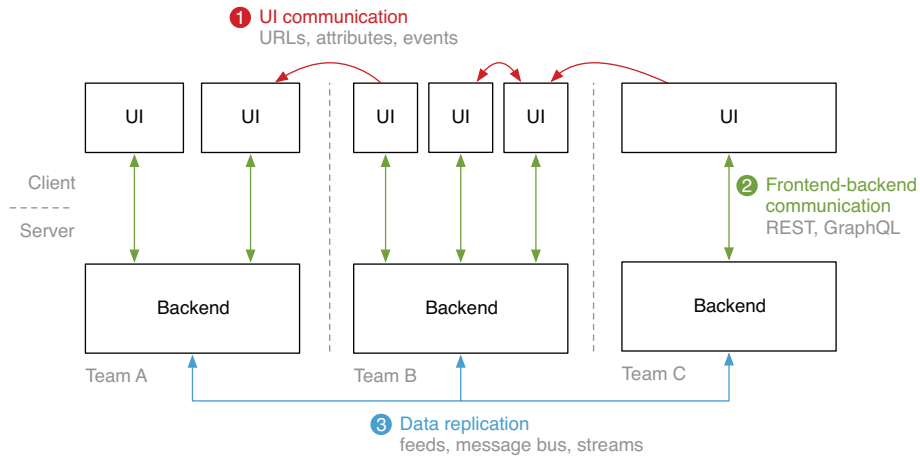 1 UI communication
URLs, attributes, events
UI
UI
UI
UI
UI
UI
Client
Server
2 Frontend-backend
communication
REST, GraphQL
Backend
Backend
Backend
Team A
Team B
Team C
3 Data replication
feeds, message bus, streams